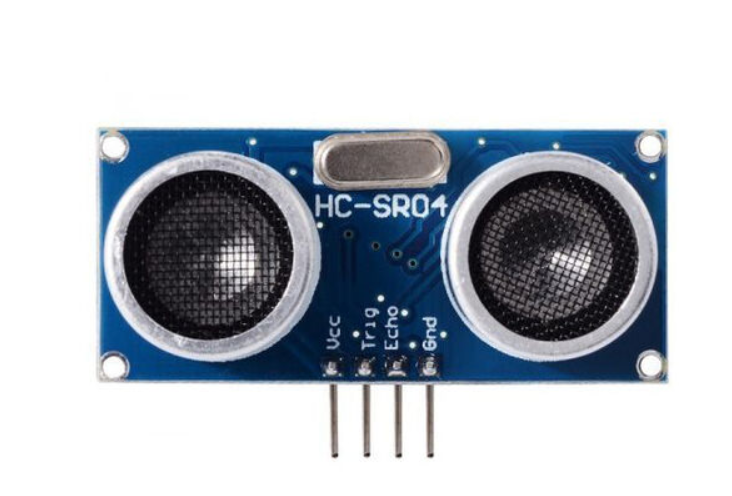 HC-SR04
Vcc
Trig
Echo
Gnd